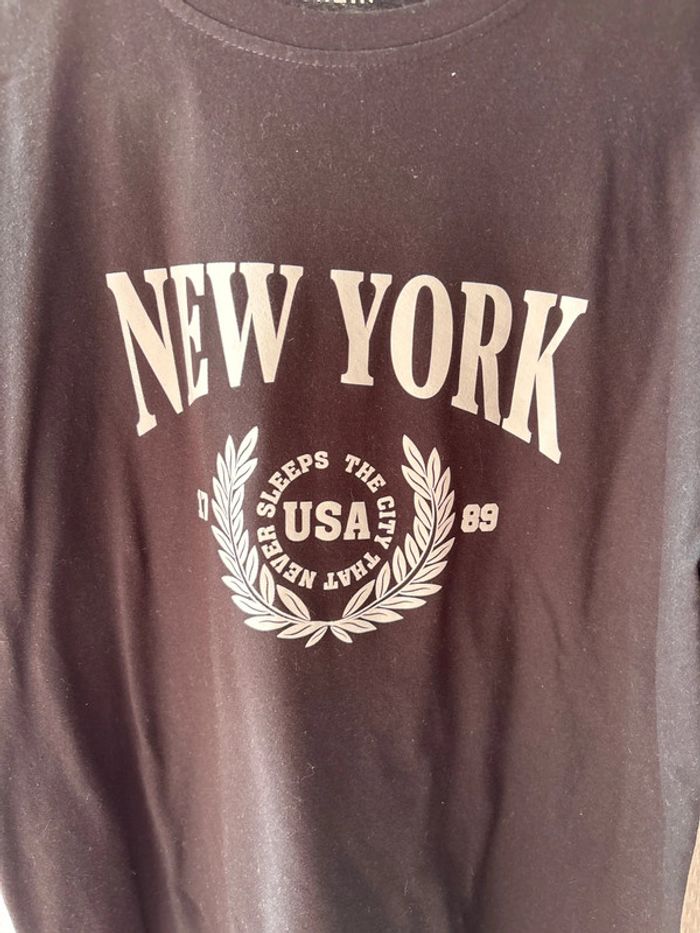 NEW YORK
THE CITY THAT NEVER SLEEPS
USA
17
89